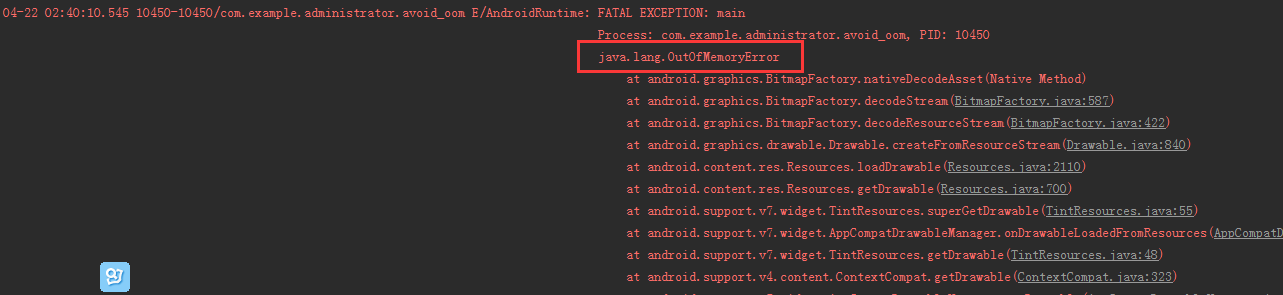 04-22 02:40:10.545 10450-10450/com.example.administrator.avoid_oom E/AndroidRuntime: FATAL EXCEPTION: main
Process: com.example.administrator.avoid_oom, PID: 10450
java.lang.OutOfMemoryError
at android.graphics.BitmapFactory.nativeDecodeAsset(Native Method)
at android.graphics.BitmapFactory.decodeStream(BitmapFactory.java:587)
at android.graphics.BitmapFactory.decodeResourceStream(BitmapFactory.java:422)
at android.graphics.drawable.Drawable.createFromResourceStream(Drawable.java:840)
at android.content.res.Resources.loadDrawable(Resources.java:2110)
at android.content.res.Resources.getDrawable(Resources.java:700)
at android.support.v7.widget.TintResources.superGetDrawable(TintResources.java:55)
at android.support.v7.widget.AppCompatDrawableManager.onDrawableLoadedFromResources(AppCompatD
at android.support.v7.widget.TintResources.getDrawable(TintResources.java:48)
at android.support.v4.content.ContextCompat.getDrawable(ContextCompat.java:323)